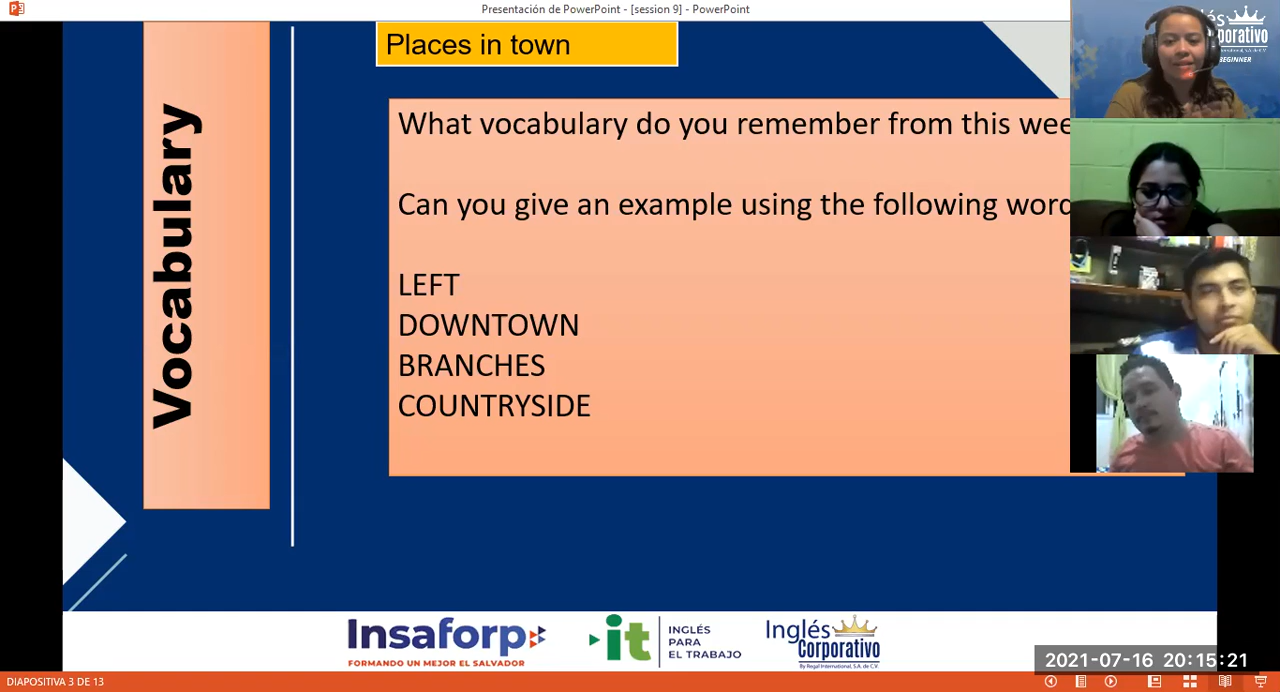 Presentación de PowerPoint - [session 9] - PowerPoint
Places in town
Vocabulary
What vocabulary do you remember from this wee
Can you give an example using the following word
LEFT
DOWNTOWN
BRANCHES
COUNTRYSIDE
BEGINNER
Insaforp
FORMANDO UN MEJOR EL SALVADOR
it
INGLÉS
PARA
EL TRABAJO
Inglés
Corporativo
By Regal International, S.A. de C.V.
2021-07-16 20:15:21
DIAPOSITIVA 3 DE 13